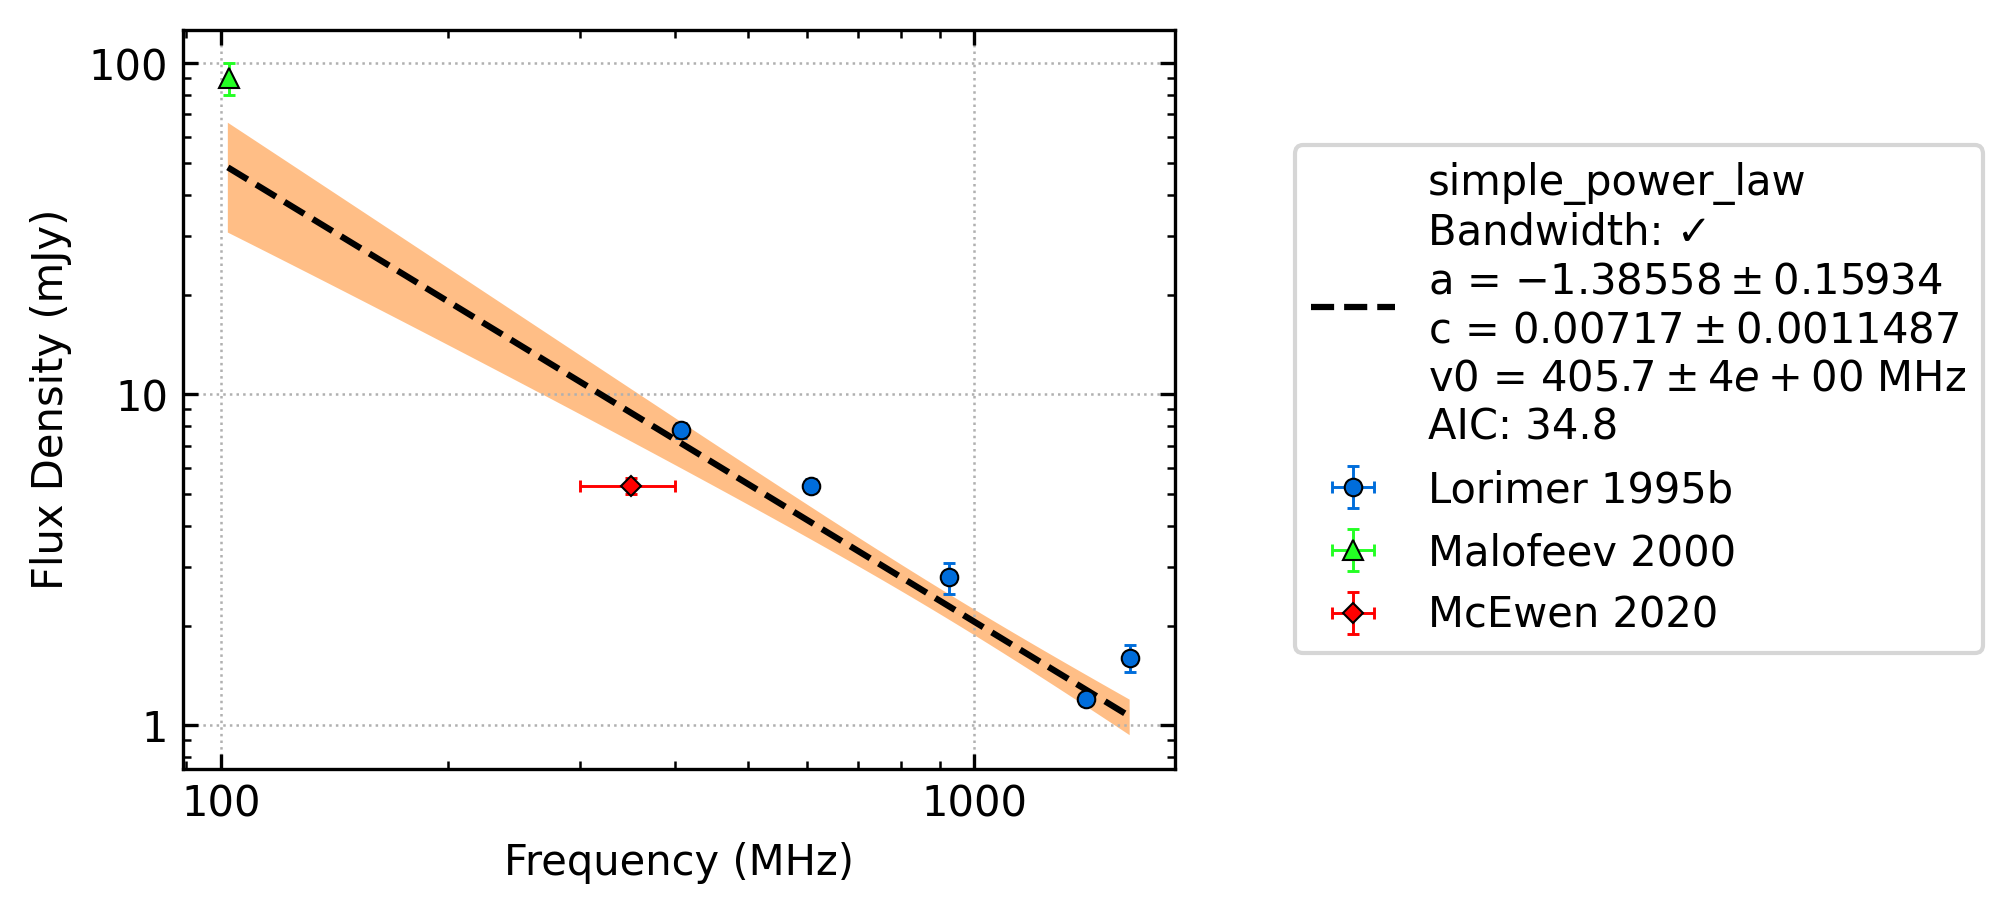 100
10
1
Flux Density (mJy)
100
1000
Frequency (MHz)
simple_power_law
Bandwidth: ✓
a = −1.38558 ± 0.15934
c = 0.00717 ± 0.0011487
v0 = 405.7 ± 4e + 00 MHz
AIC: 34.8
Lorimer 1995b
Malofeev 2000
McEwen 2020